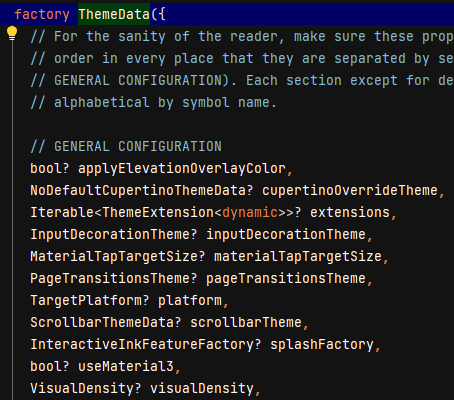 factory ThemeData({
// For the sanity of the reader, make sure these prop
// order in every place that they are separated by se
// GENERAL CONFIGURATION). Each section except for de
// alphabetical by symbol name.
// GENERAL CONFIGURATION
bool? applyElevationOverlayColor,
NoDefaultCupertinoThemeData? cupertinoOverrideTheme,
Iterable<ThemeExtension<dynamic>>? extensions,
InputDecorationTheme? inputDecorationTheme,
MaterialTapTargetSize? materialTapTargetSize,
PageTransitionsTheme? pageTransitionsTheme,
TargetPlatform? platform,
ScrollbarThemeData? scrollbarTheme,
InteractiveInkFeatureFactory? splashFactory,
bool? useMaterial3,
VisualDensity? visualDensity,